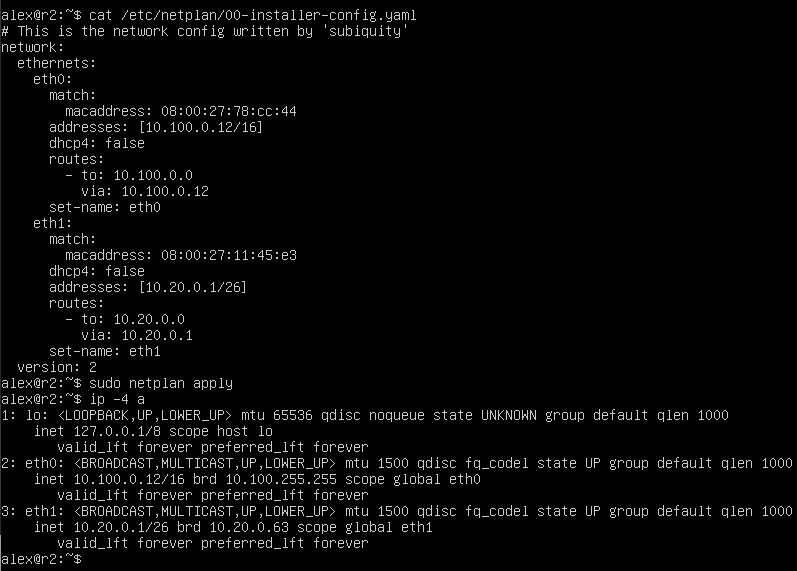 alex@r2:~$ cat /etc/netplan/00-installer-config.yaml
# This is the network config written by 'subiquity'
network:
  ethernets:
    eth0:
      match:
        macaddress: 08:00:27:78:cc:44
      addresses: [10.100.0.12/16]
      dhcp4: false
      routes:
        - to: 10.100.0.0
          via: 10.100.0.12
      set-name: eth0
    eth1:
      match:
        macaddress: 08:00:27:11:45:e3
      dhcp4: false
      addresses: [10.20.0.1/26]
      routes:
        - to: 10.20.0.0
          via: 10.20.0.1
      set-name: eth1
  version: 2
alex@r2:~$ sudo netplan apply
alex@r2:~$ ip -4 a
1: lo: <LOOPBACK,UP,LOWER_UP> mtu 65536 qdisc noqueue state UNKNOWN group default qlen 1000
    inet 127.0.0.1/8 scope host lo
       valid_lft forever preferred_lft forever
2: eth0: <BROADCAST,MULTICAST,UP,LOWER_UP> mtu 1500 qdisc fq_codel state UP group default qlen 1000
    inet 10.100.0.12/16 brd 10.100.255.255 scope global eth0
       valid_lft forever preferred_lft forever
3: eth1: <BROADCAST,MULTICAST,UP,LOWER_UP> mtu 1500 qdisc fq_codel state UP group default qlen 1000
    inet 10.20.0.1/26 brd 10.20.0.63 scope global eth1
       valid_lft forever preferred_lft forever
alex@r2:~$